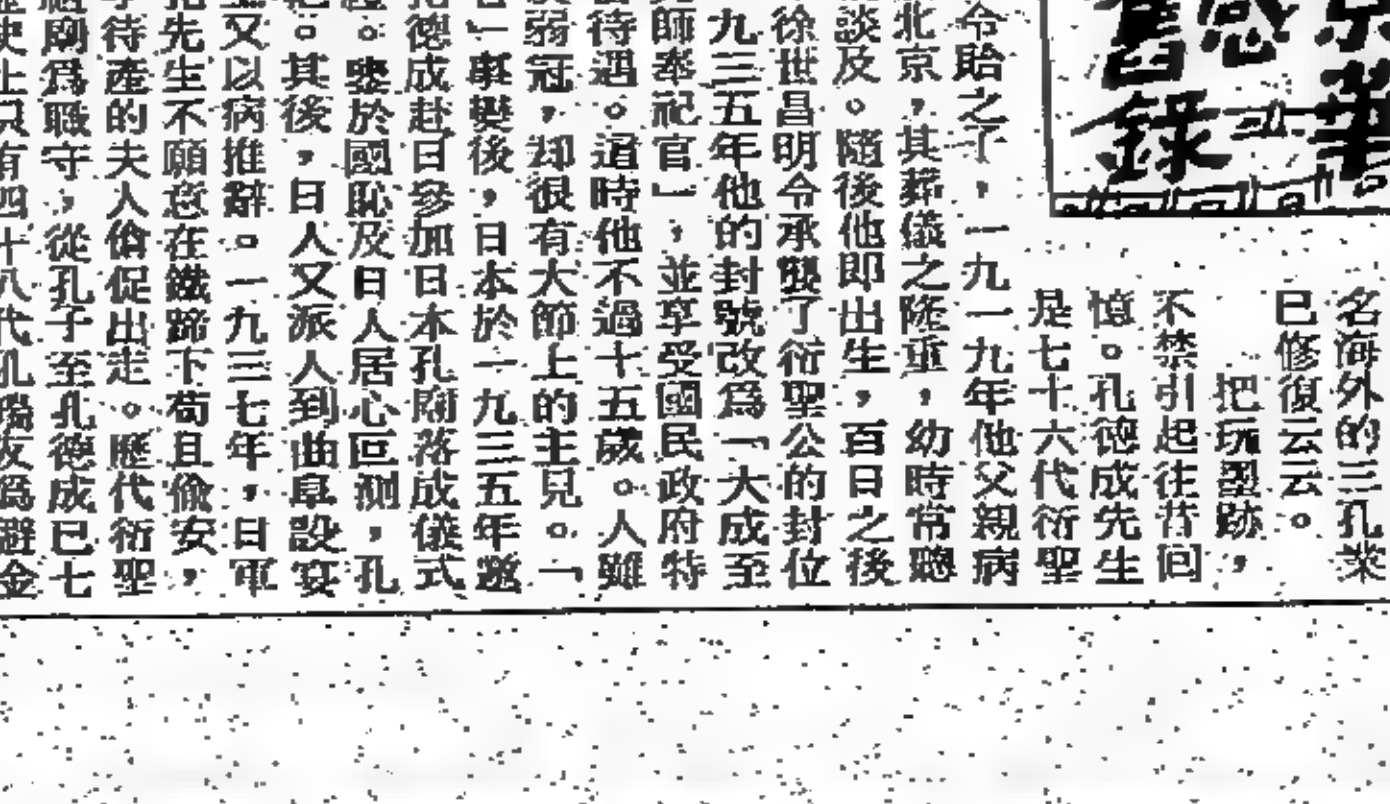 舊錄
感
名海外的三孔業
已修復云云。
把玩型跡，
不禁引起往昔回
憶。孔德成先生
是七十六代衍聖
令貽之子，一九一九年他父親病
北京，其葬儀之隆重，幼時常聽
談及。隨後他即出生，百日之後
徐世昌明令承襲了衍聖公的封位
九三五年他的封號改爲「大成至
師奉祀官」，並享受國民政府特
待遇。這時他不過十五歲。人雖
弱冠，却很有大節上的主見。「
」事變後，日本於一九三五年邀
德成赴日參加日本孔廟落成儀式
。鑒於國恥及日人居心叵測，孔
。其後，日人又派人到曲阜設宴
又以病推辭。一九三七年，日軍
先生不願意在鐵蹄下苟且偷安，
待產的夫人倉促出走。歷代衍聖
廟爲職守，從孔子至孔德成已七
史上只有四十八代孔端友爲避金